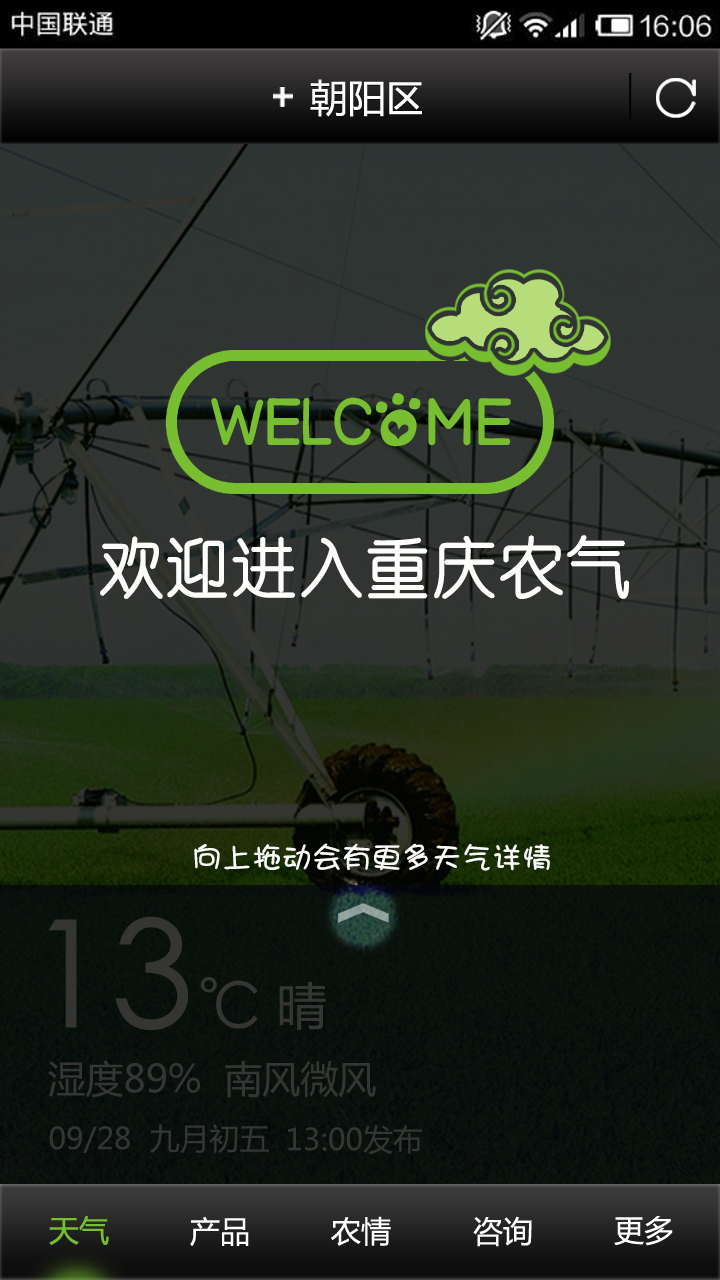 中国联通 16:06
+ 朝阳区
WELCOME
欢迎进入重庆农气
向上拖动会有更多天气详情
13℃ 晴
湿度89% 南风微风
09/28 九月初五 13:00发布
天气 产品 农情 咨询 更多